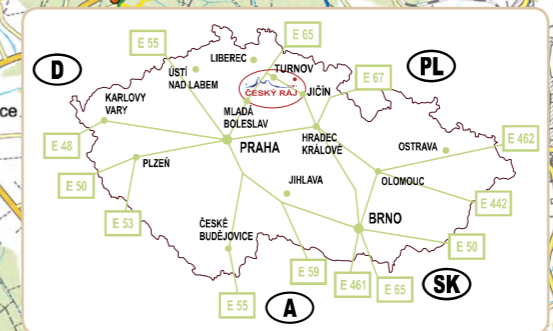 E 55
E 65
D
LIBEREC
PL
ÚSTÍ
NAD LABEM
TURNOV
ČESKÝ RÁJ
JIČÍN
E 67
KARLOVY
VARY
MLADÁ
BOLESLAV
ce
E 48
PRAHA
HRADEC
KRÁLOVÉ
OSTRAVA
E 462
PLZEŇ
E 50
JIHLAVA
OLOMOUC
E 442
E 53
ČESKÉ
BUDĚJOVICE
BRNO
E 50
E 59
E 461
E 65
SK
E 55
A